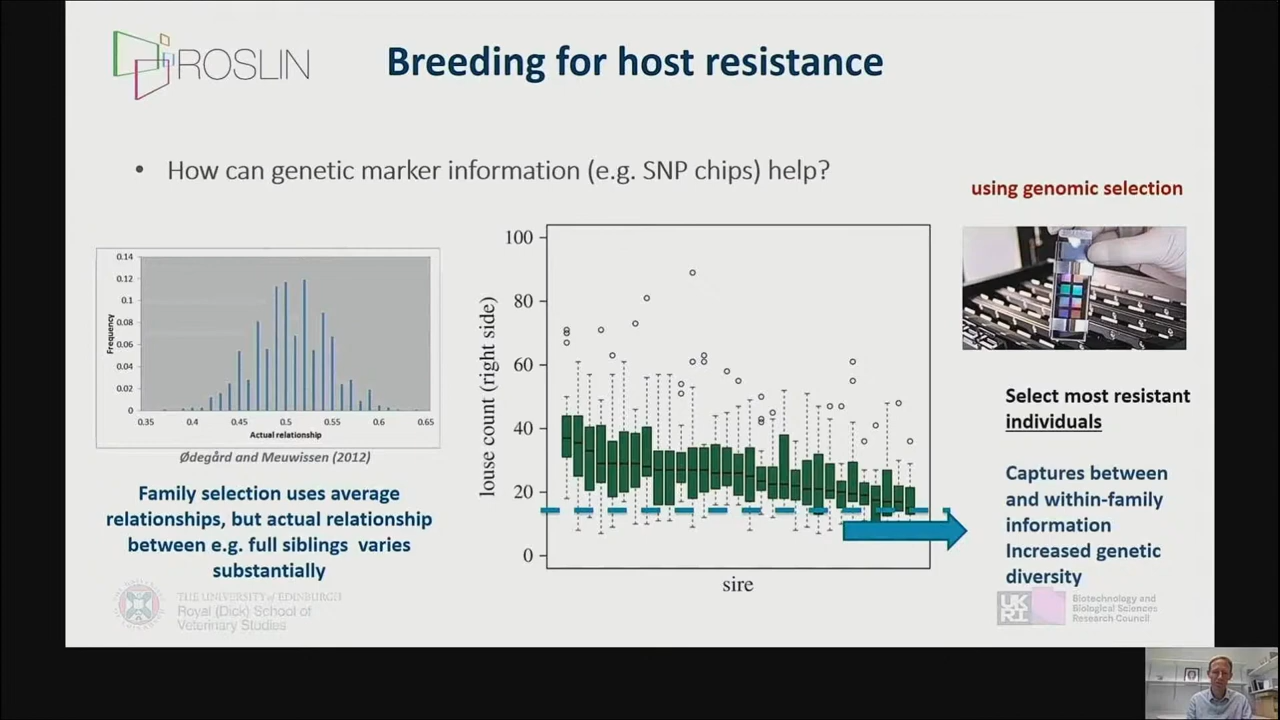 ROSLIN
Breeding for host resistance
• How can genetic marker information (e.g. SNP chips) help?
using genomic selection
0.14
0.12
0.1
0.08
0.06
0.04
0.02
0
Frequency
0.35 0.4 0.45 0.5 0.55 0.6 0.65
Actual relationship
Ødegård and Meuwissen (2012)
Family selection uses average
relationships, but actual relationship
between e.g. full siblings varies
substantially
100
80
60
40
20
0
louse count (right side)
sire
Select most resistant
individuals
Captures between
and within-family
information
Increased genetic
diversity
THE UNIVERSITY of EDINBURGH
Royal (Dick) School of
Veterinary Studies
UK
RI
Biotechnology and
Biological Sciences
Research Council